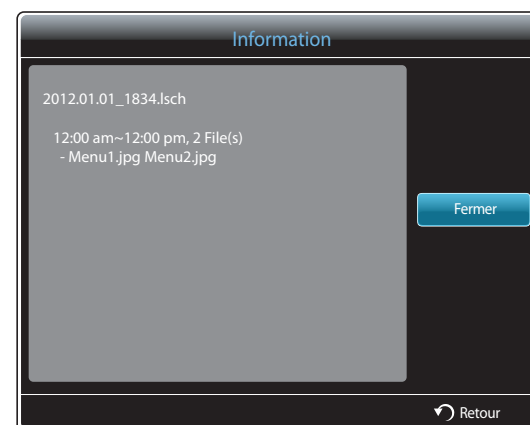 Information
2012.01.01_1834.lsch
12:00 am~12:00 pm, 2 File(s)
- Menu1.jpg Menu2.jpg
Fermer
Retour